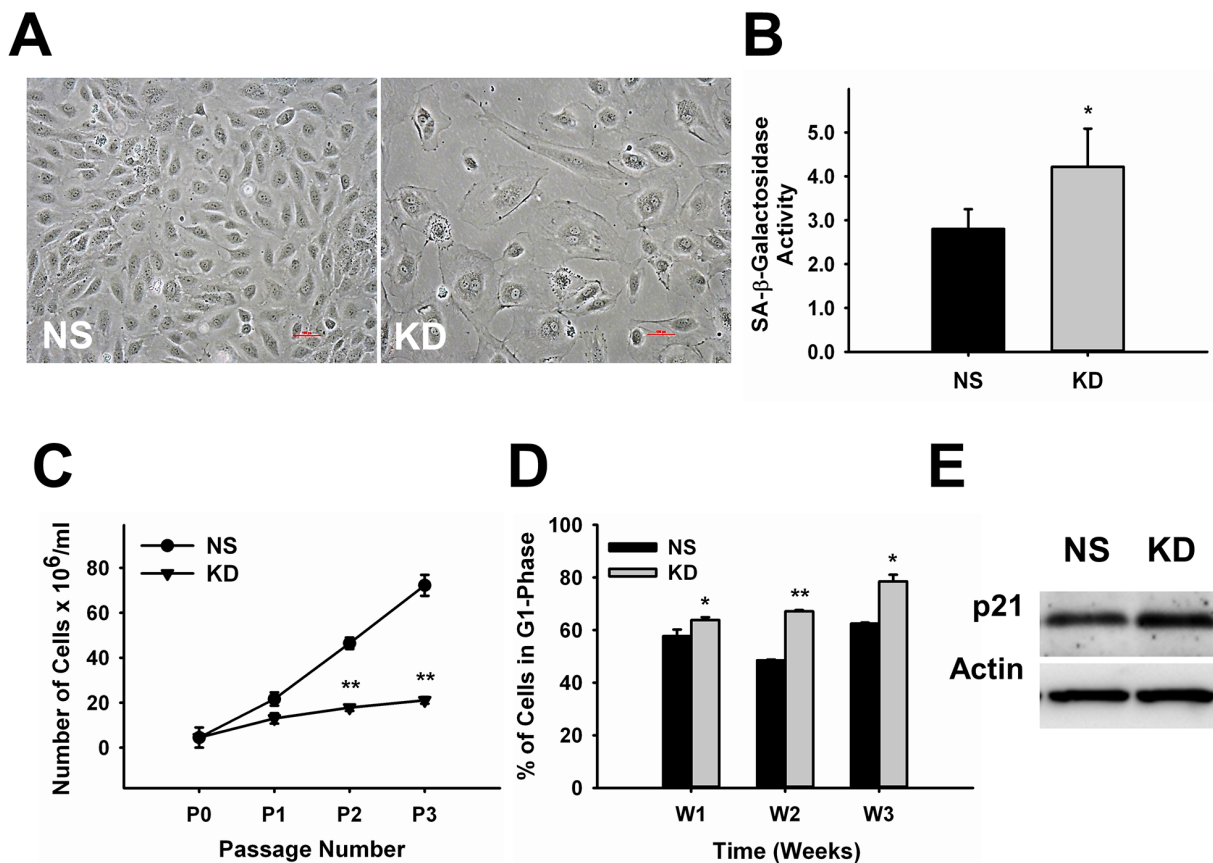 A
NS
KD
B
SA-β-Galactosidase
Activity
5.0
4.0
3.0
2.0
1.0
0.0
*
NS
KD
C
Number of Cells x 10⁶/ml
80
60
40
20
0
NS
KD
**
**
P0 P1 P2 P3
Passage Number
D
% of Cells in G1-Phase
100
80
60
40
20
0
NS
KD
*
**
*
W1 W2 W3
Time (Weeks)
E
NS KD
p21
Actin